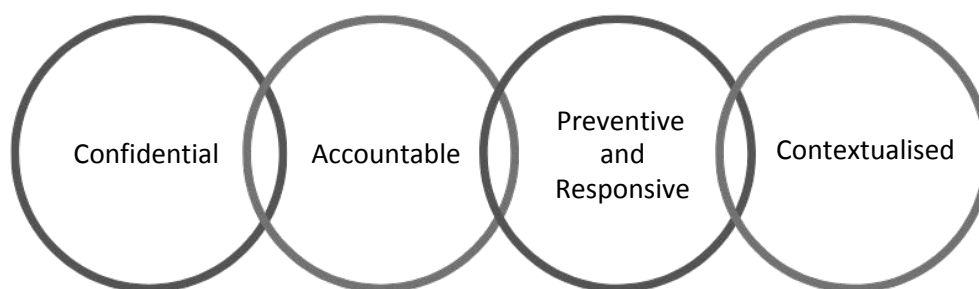 Confidential
Accountable
Preventive
and
Responsive
Contextualised